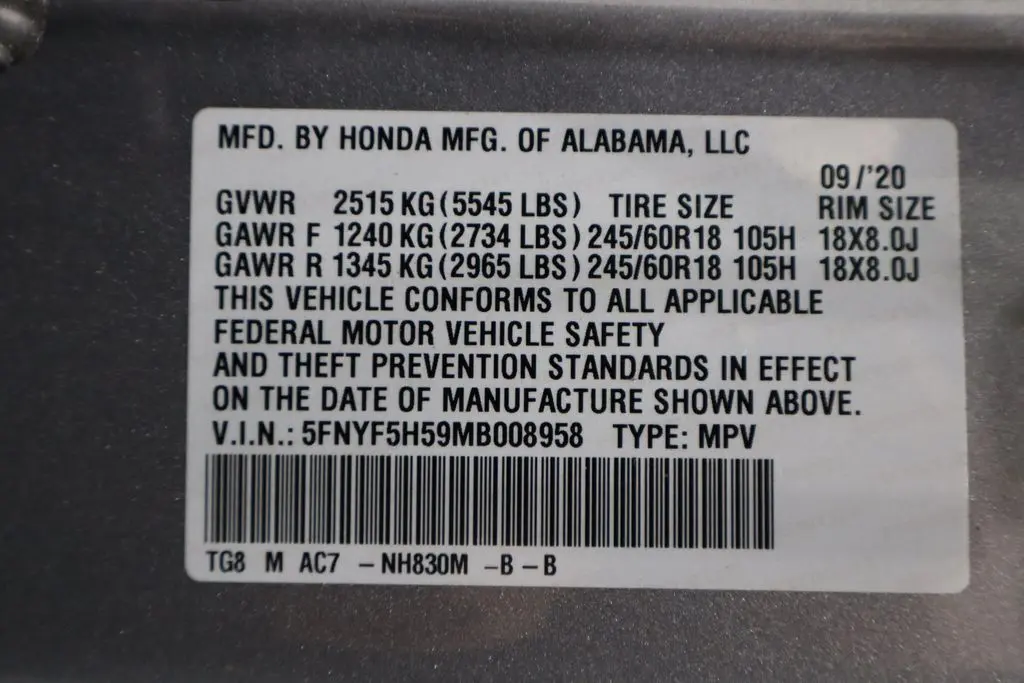 MFD. BY HONDA MFG. OF ALABAMA, LLC
09/'20
GVWR 2515 KG (5545 LBS) TIRE SIZE RIM SIZE
GAWR F 1240 KG (2734 LBS) 245/60R18 105H 18X8.0J
GAWR R 1345 KG (2965 LBS) 245/60R18 105H 18X8.0J
THIS VEHICLE CONFORMS TO ALL APPLICABLE
FEDERAL MOTOR VEHICLE SAFETY
AND THEFT PREVENTION STANDARDS IN EFFECT
ON THE DATE OF MANUFACTURE SHOWN ABOVE.
V.I.N.: 5FNYF5H59MB008958 TYPE: MPV
TG8 M AC7 – NH830M – B – B